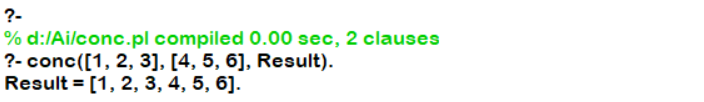 ?-
% d:/Ai/conc.pl compiled 0.00 sec, 2 clauses
?- conc([1, 2, 3], [4, 5, 6], Result).
Result = [1, 2, 3, 4, 5, 6].